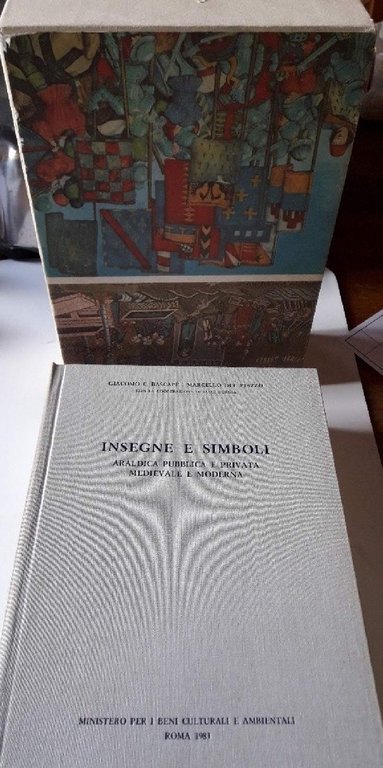 GIACOMO C. BASCAPÈ - MARCELLO DEL PIAZZO
INSEGNE E SIMBOLI
ARALDICA PUBBLICA E PRIVATA
MEDIEVALE E MODERNA
MINISTERO PER I BENI CULTURALI E AMBIENTALI
ROMA 1983